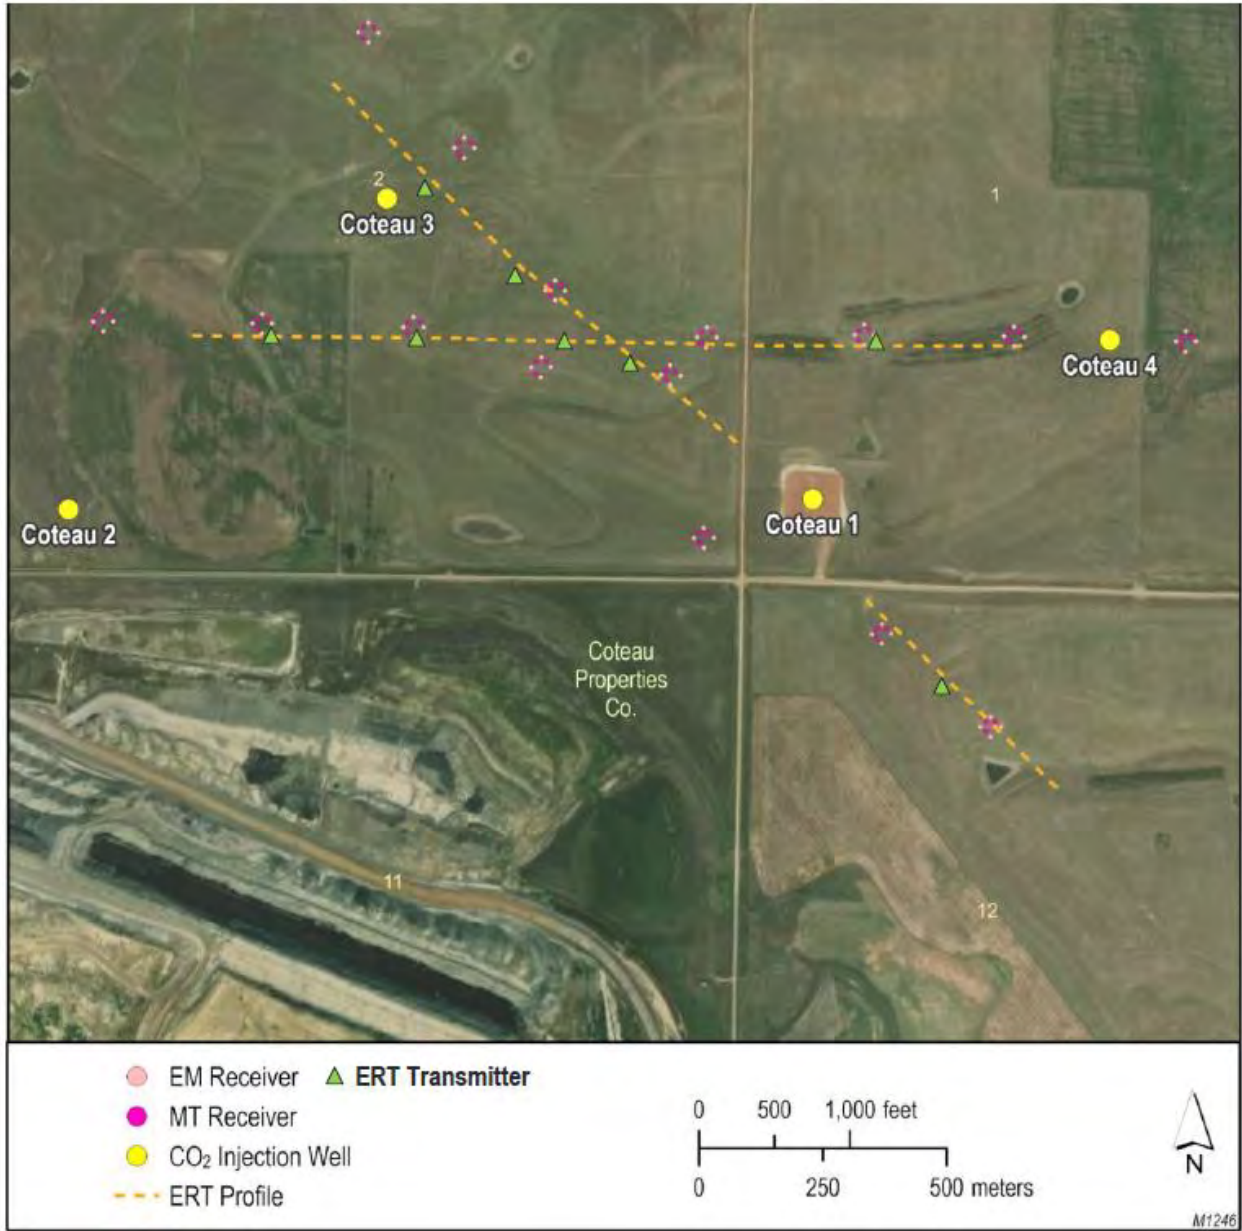 2
Coteau 3
1
Coteau 4
Coteau 2
Coteau 1
Coteau
Properties
Co.
11
12
EM Receiver
ERT Transmitter
MT Receiver
CO₂ Injection Well
ERT Profile
0 500 1,000 feet
0 250 500 meters
N
M1246